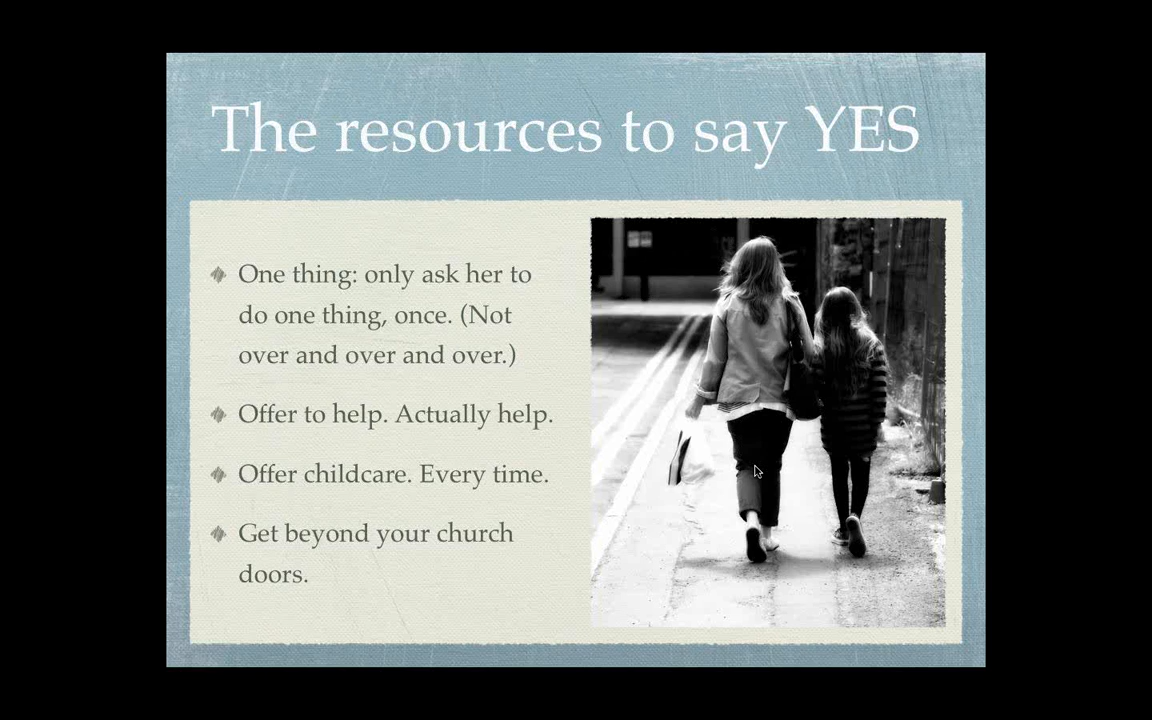 The resources to say YES
One thing: only ask her to
do one thing, once. (Not
over and over and over.)
Offer to help. Actually help.
Offer childcare. Every time.
Get beyond your church
doors.